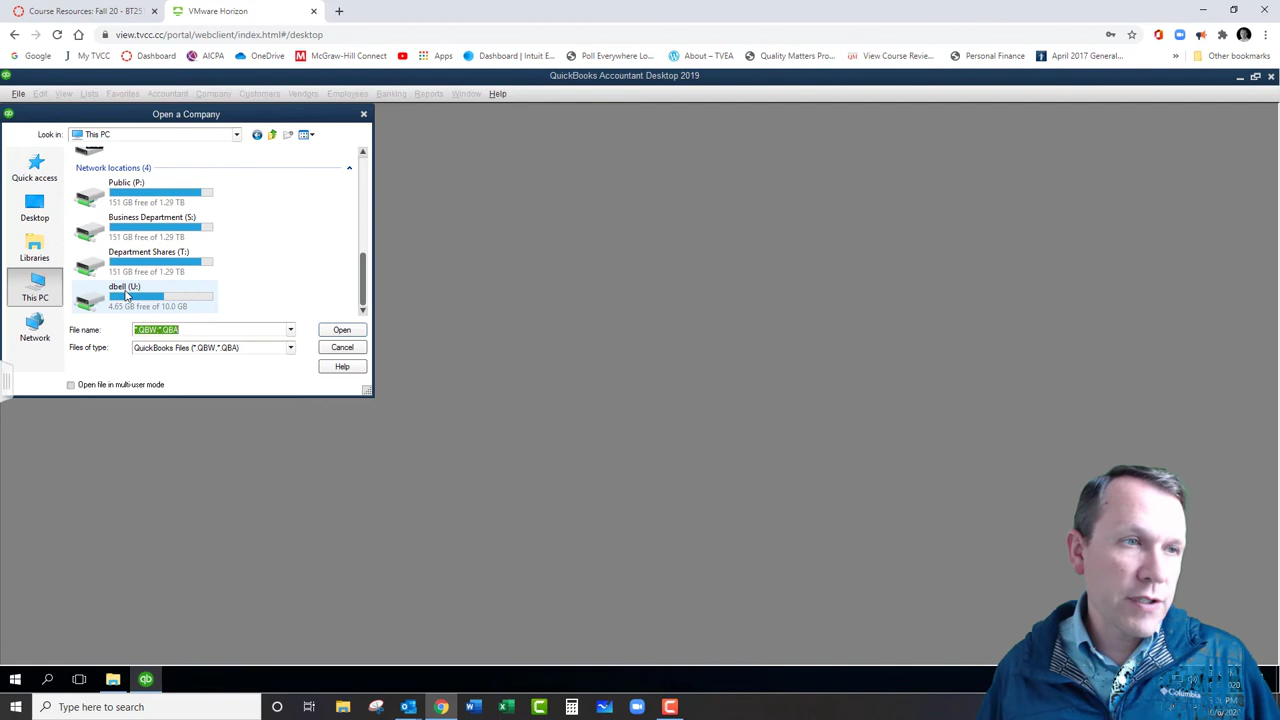 Course Resources: Fall 20 - BT25
VMware Horizon
view.tvcc.cc/portal/webclient/index.html#/desktop
Google
My TVCC
Dashboard
AICPA
OneDrive
McGraw-Hill Connect
Apps
Dashboard | Intuit E...
Poll Everywhere Lo...
About – TVEA
Quality Matters Pro...
View Course Revie...
Personal Finance
April 2017 General...
»
Other bookmarks
QuickBooks Accountant Desktop 2019
File Edit View Lists Favorites Accountant Company Customers Vendors Employees Banking Reports Window Help
Open a Company
Look in:
This PC
Network locations (4)
Quick access
Desktop
Libraries
This PC
Network
Public (P:)
151 GB free of 1.29 TB
Business Department (S:)
151 GB free of 1.29 TB
Department Shares (T:)
151 GB free of 1.29 TB
dbell (U:)
4.65 GB free of 10.0 GB
File name:
*.QBW;*.QBA
Open
Files of type:
QuickBooks Files (*.QBW,*.QBA)
Cancel
Help
Open file in multi-user mode
Columbia
Type here to search